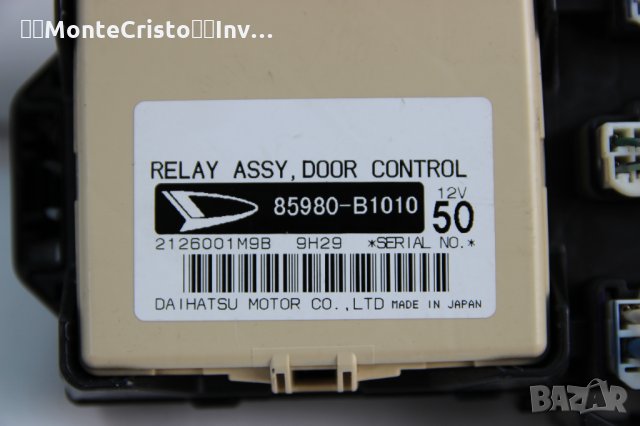 MonteCristo Inv...
RELAY ASSY, DOOR CONTROL
85980-B1010
12V
50
2126001M9B 9H29 *SERIAL NO.*
DAIHATSU MOTOR CO.,LTD MADE IN JAPAN
BAZAR